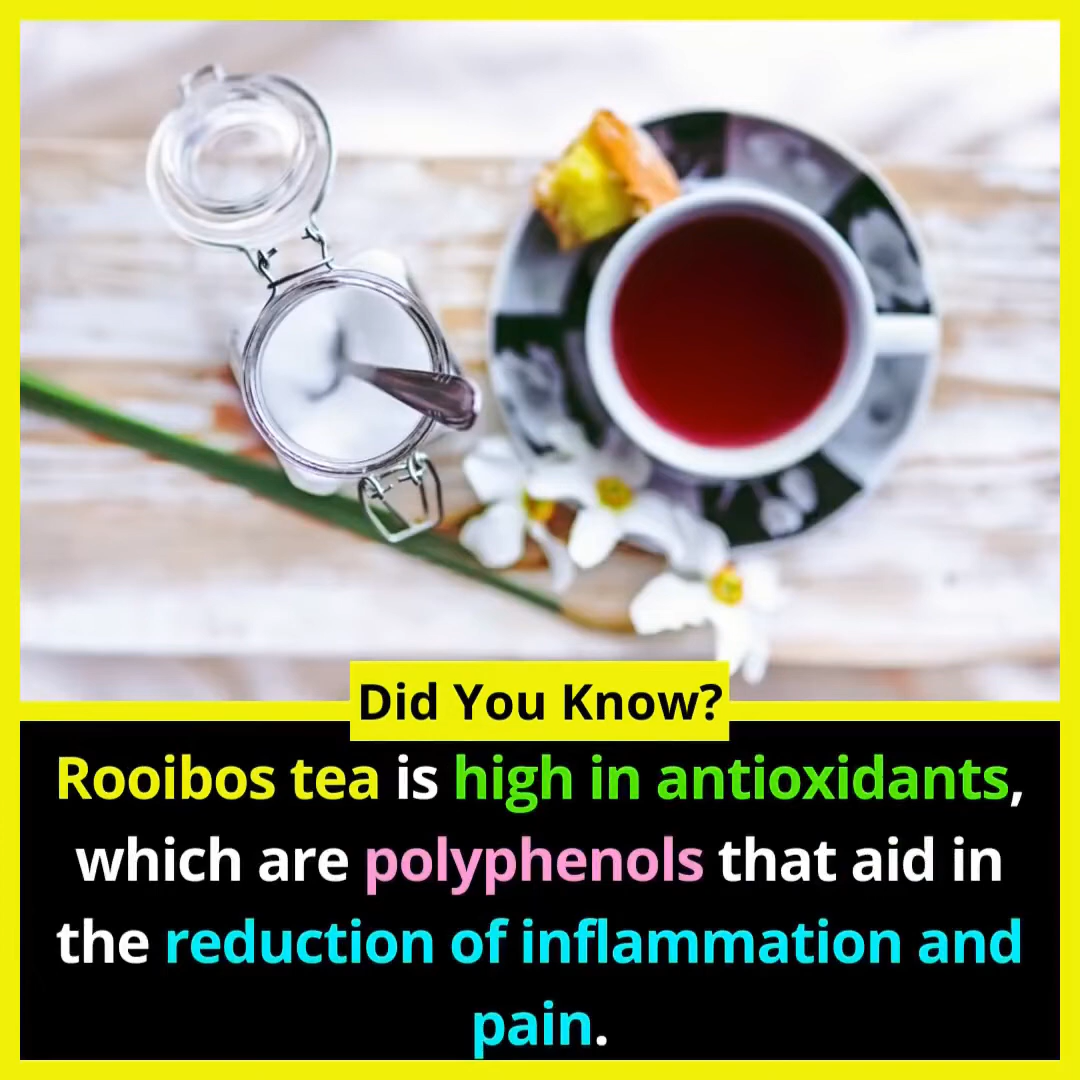 Did You Know?
Rooibos tea is high in antioxidants,
which are polyphenols that aid in
the reduction of inflammation and
pain.